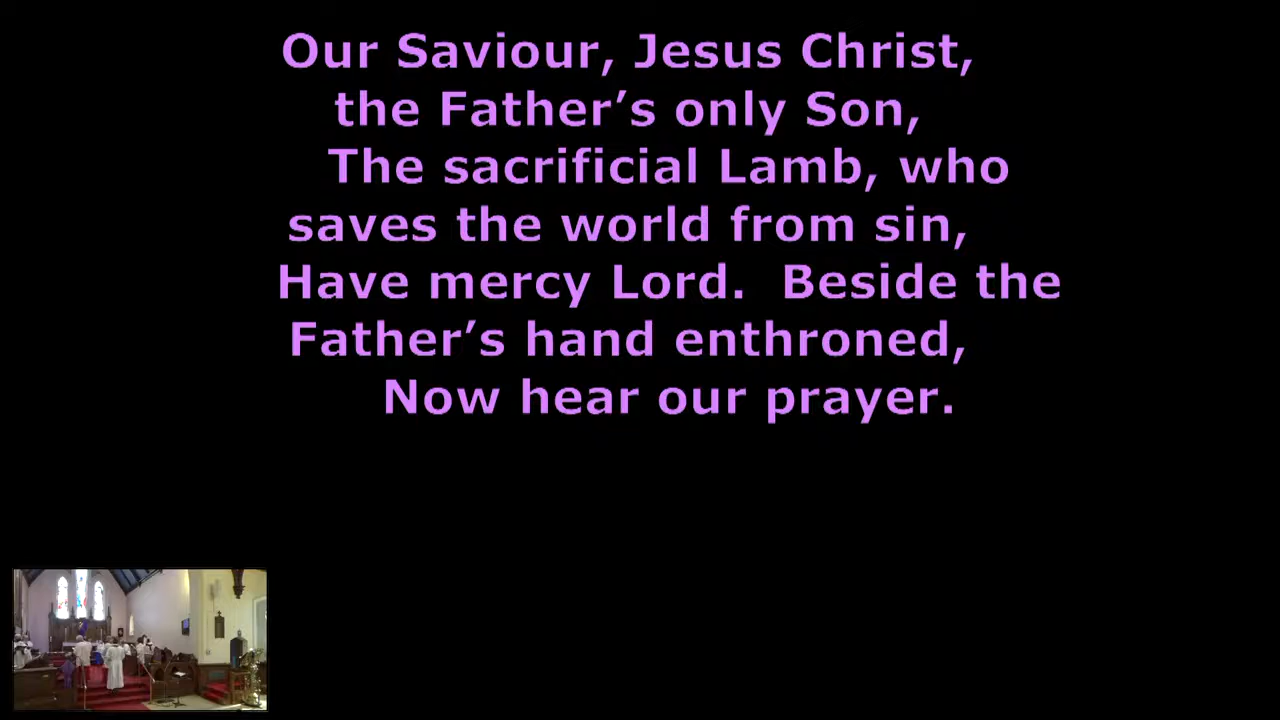 Our Saviour, Jesus Christ,
the Father’s only Son,
The sacrificial Lamb, who
saves the world from sin,
Have mercy Lord.  Beside the
Father’s hand enthroned,
Now hear our prayer.